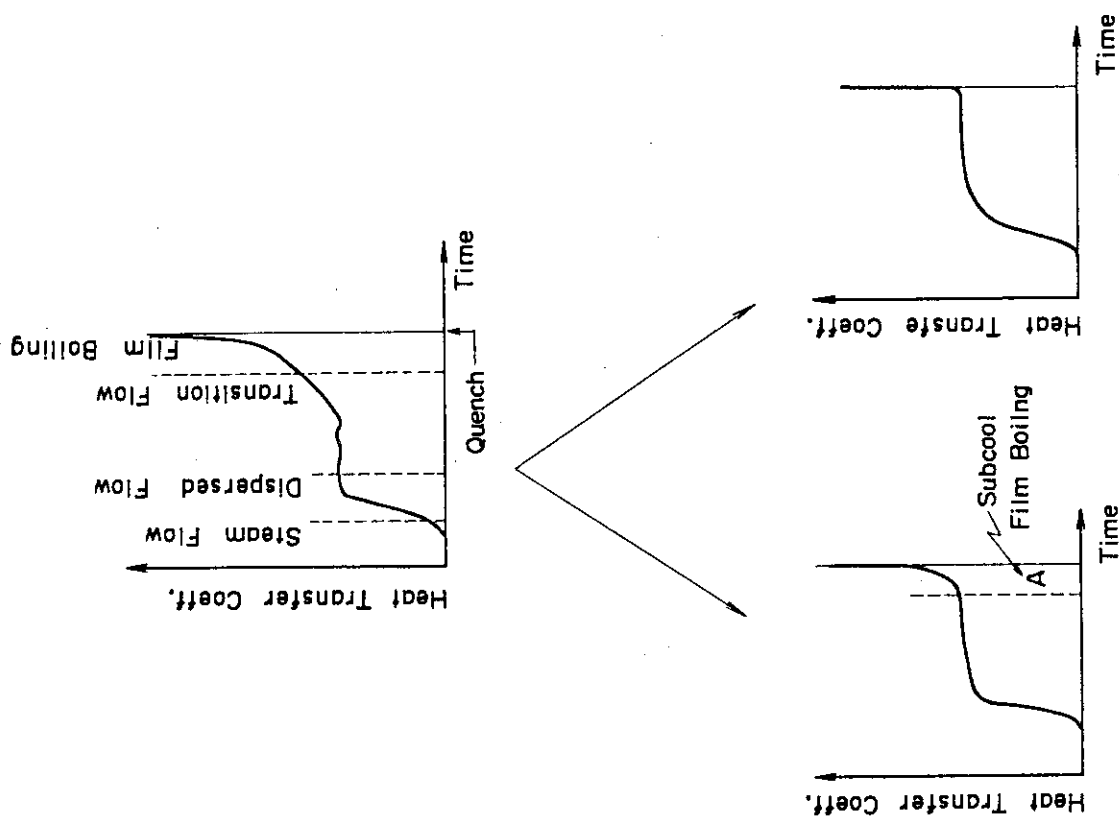 Heat Transfer Coeff.
Steam Flow
Dispersed Flow
Transition Flow
Film Boiling
Quench
Time
Heat Transfer Coeff.
A
Subcool
Film Boilng
Time
Heat Transfe Coeff.
Time